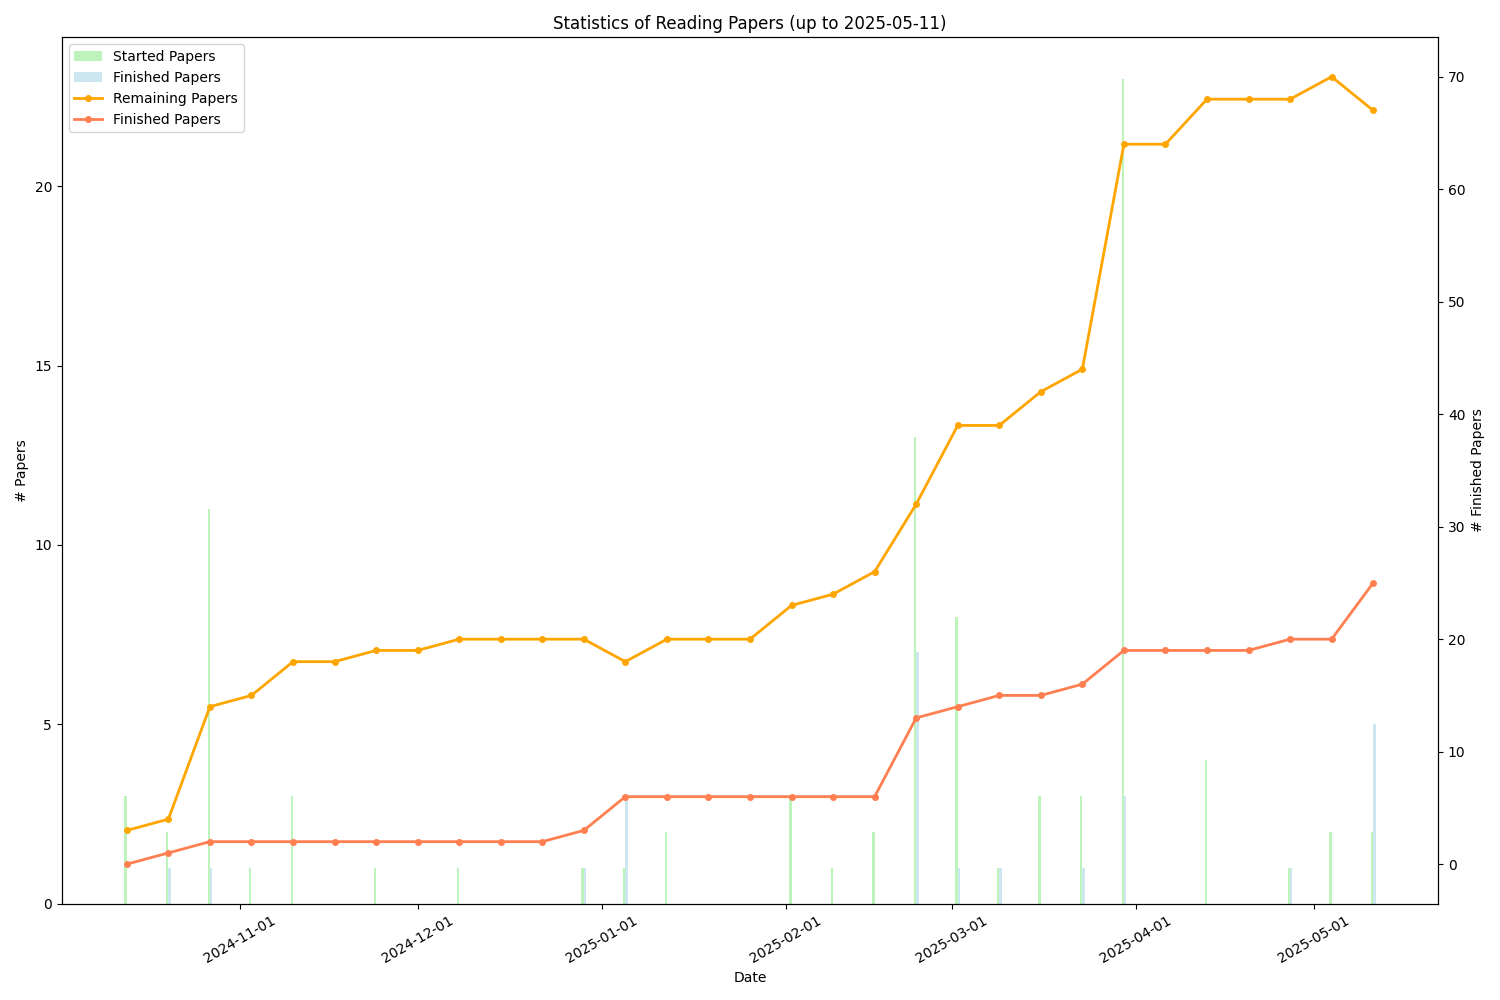 Statistics of Reading Papers (up to 2025-05-11)
Started Papers
Finished Papers
Remaining Papers
Finished Papers
# Papers
20
15
10
5
0
# Finished Papers
70
60
50
40
30
20
10
0
2024-11-01
2024-12-01
2025-01-01
2025-02-01
2025-03-01
2025-04-01
2025-05-01
Date